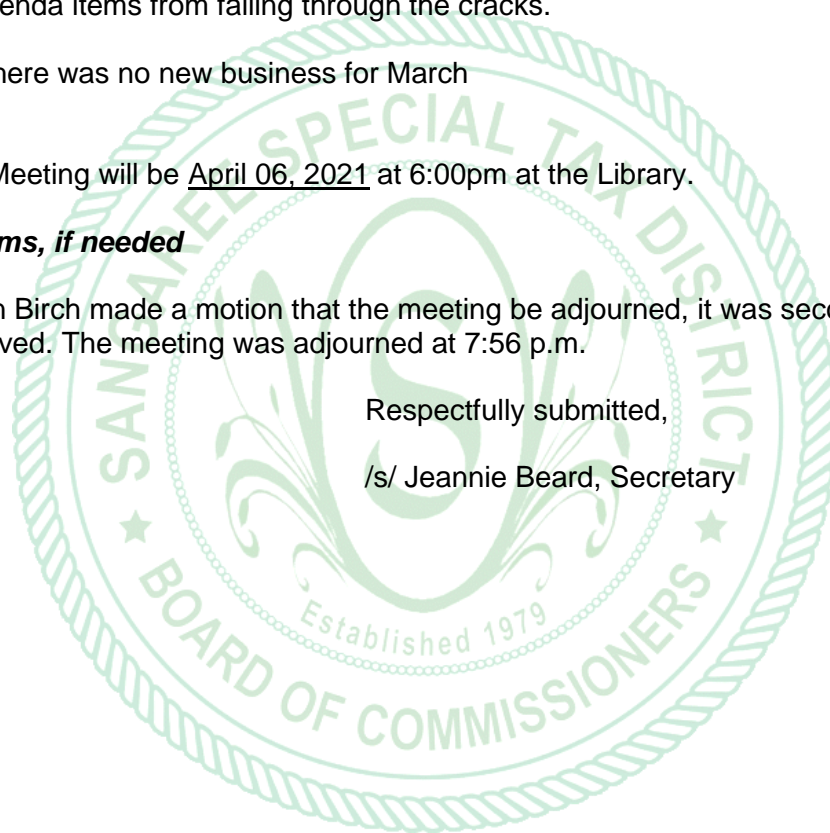 enda items from falling through the cracks.
here was no new business for March
Meeting will be April 06, 2021 at 6:00pm at the Library.
ms, if needed
n Birch made a motion that the meeting be adjourned, it was seco
ved. The meeting was adjourned at 7:56 p.m.
Respectfully submitted,
/s/ Jeannie Beard, Secretary
SANGAREE SPECIAL TAX DISTRICT
S
Established 1979
BOARD OF COMMISSIONERS